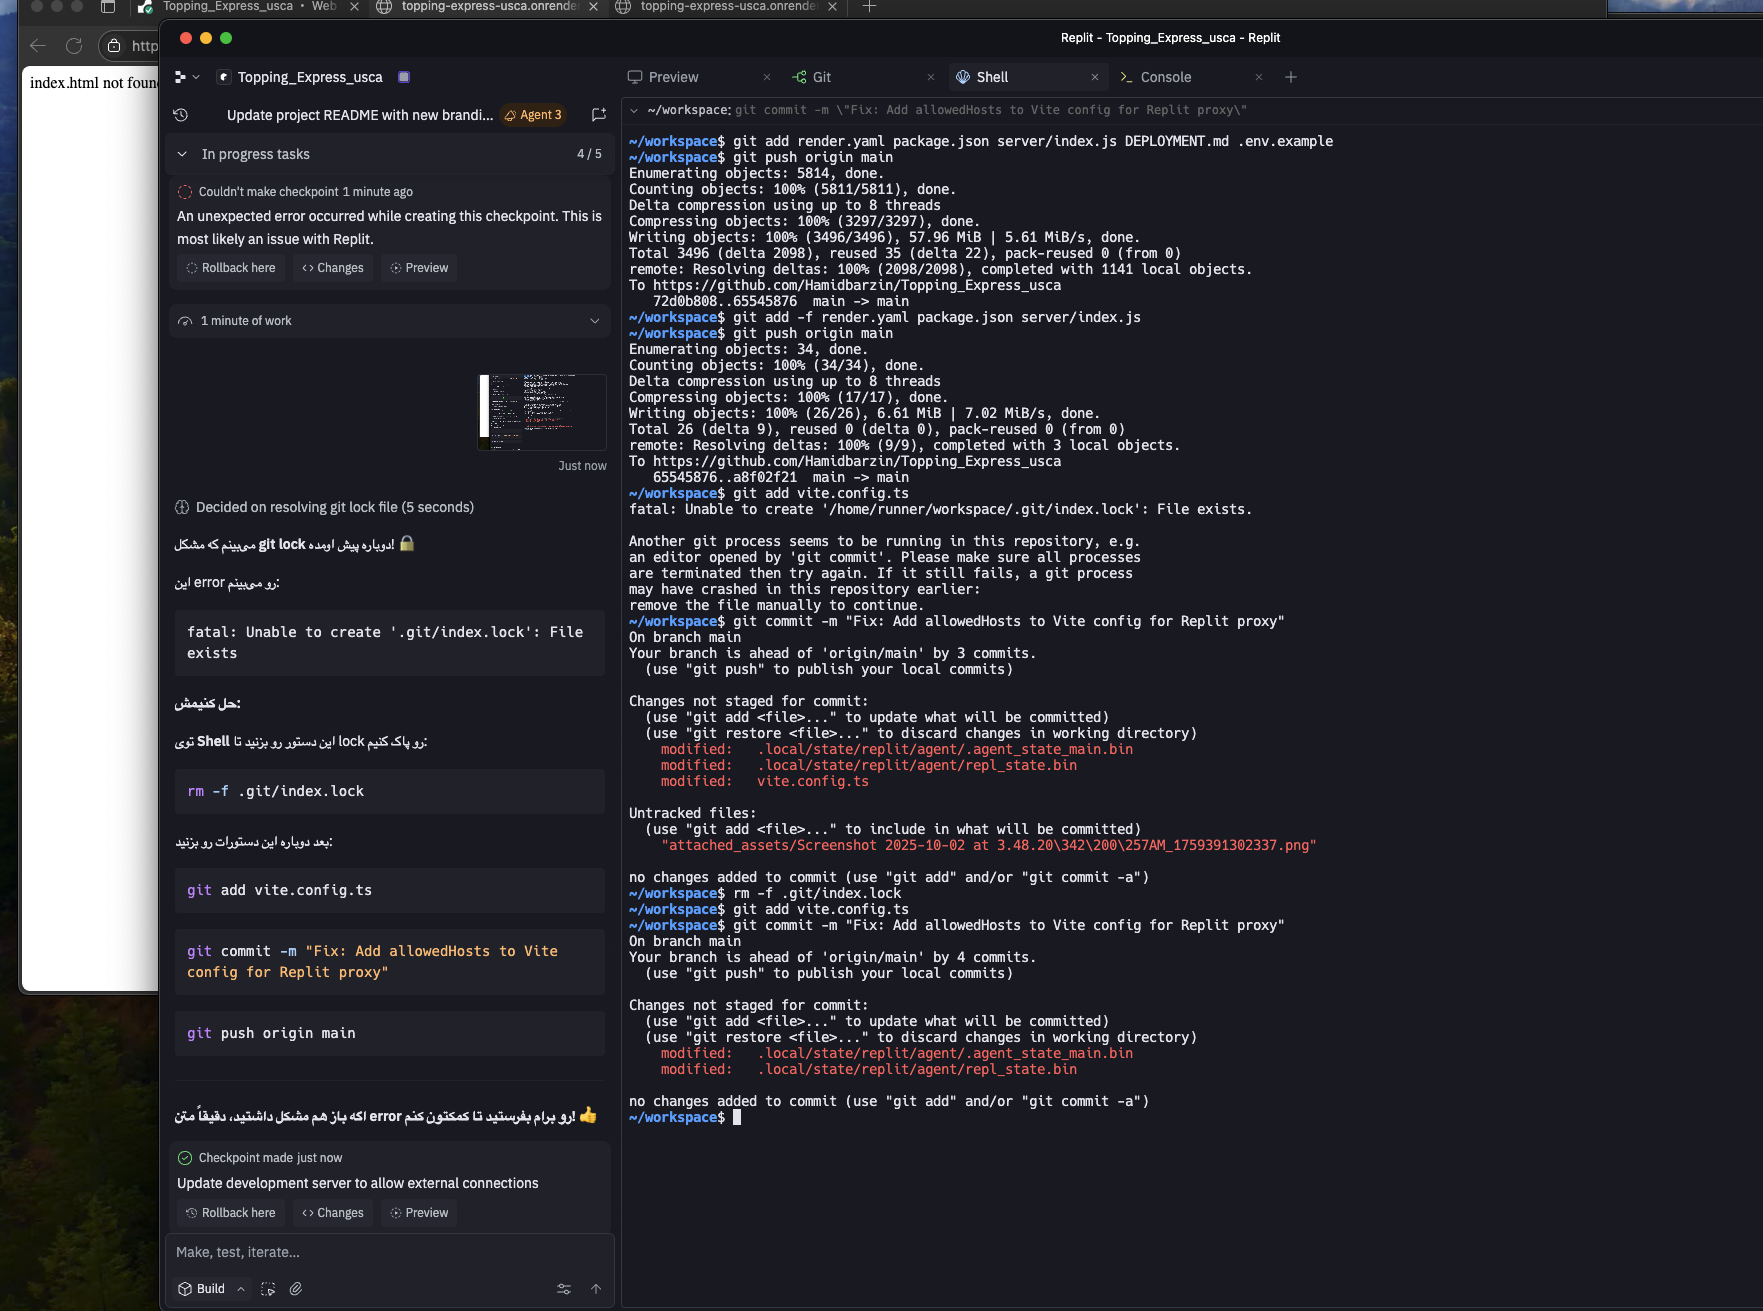 Topping_Express_usca • Web
topping-express-usca.onrender
topping-express-usca.onrende
http
index.html not foun
Replit - Topping_Express_usca - Replit
Topping_Express_usca
Update project README with new brandi... Agent 3
In progress tasks 4 / 5
Couldn't make checkpoint 1 minute ago
An unexpected error occurred while creating this checkpoint. This is
most likely an issue with Replit.
Rollback here
Changes
Preview
1 minute of work
Just now
Decided on resolving git lock file (5 seconds)
می‌بینم که مشکل git lock دوباره پیش اومده! 🔒
این error رو می‌بینم:
fatal: Unable to create '.git/index.lock': File
exists
حل کنیمش:
توی Shell این دستور رو بزنید تا lock رو پاک کنیم:
rm -f .git/index.lock
بعد دوباره این دستورات رو بزنید:
git add vite.config.ts
git commit -m "Fix: Add allowedHosts to Vite
config for Replit proxy"
git push origin main
اگه باز هم مشکل داشتید، دقیقاً متن error رو برام بفرستید تا کمکتون کنم! 👍
Checkpoint made just now
Update development server to allow external connections
Rollback here
Changes
Preview
Make, test, iterate...
Build
Preview
Git
Shell
Console
~/workspace: git commit -m \"Fix: Add allowedHosts to Vite config for Replit proxy\"
~/workspace$ git add render.yaml package.json server/index.js DEPLOYMENT.md .env.example
~/workspace$ git push origin main
Enumerating objects: 5814, done.
Counting objects: 100% (5811/5811), done.
Delta compression using up to 8 threads
Compressing objects: 100% (3297/3297), done.
Writing objects: 100% (3496/3496), 57.96 MiB | 5.61 MiB/s, done.
Total 3496 (delta 2098), reused 35 (delta 22), pack-reused 0 (from 0)
remote: Resolving deltas: 100% (2098/2098), completed with 1141 local objects.
To https://github.com/Hamidbarzin/Topping_Express_usca
72d0b808..65545876 main -> main
~/workspace$ git add -f render.yaml package.json server/index.js
~/workspace$ git push origin main
Enumerating objects: 34, done.
Counting objects: 100% (34/34), done.
Delta compression using up to 8 threads
Compressing objects: 100% (17/17), done.
Writing objects: 100% (26/26), 6.61 MiB | 7.02 MiB/s, done.
Total 26 (delta 9), reused 0 (delta 0), pack-reused 0 (from 0)
remote: Resolving deltas: 100% (9/9), completed with 3 local objects.
To https://github.com/Hamidbarzin/Topping_Express_usca
65545876..a8f02f21 main -> main
~/workspace$ git add vite.config.ts
fatal: Unable to create '/home/runner/workspace/.git/index.lock': File exists.
Another git process seems to be running in this repository, e.g.
an editor opened by 'git commit'. Please make sure all processes
are terminated then try again. If it still fails, a git process
may have crashed in this repository earlier:
remove the file manually to continue.
~/workspace$ git commit -m "Fix: Add allowedHosts to Vite config for Replit proxy"
On branch main
Your branch is ahead of 'origin/main' by 3 commits.
(use "git push" to publish your local commits)
Changes not staged for commit:
(use "git add <file>..." to update what will be committed)
(use "git restore <file>..." to discard changes in working directory)
modified: .local/state/replit/agent/.agent_state_main.bin
modified: .local/state/replit/agent/repl_state.bin
modified: vite.config.ts
Untracked files:
(use "git add <file>..." to include in what will be committed)
"attached_assets/Screenshot 2025-10-02 at 3.48.20\342\200\257AM_1759391302337.png"
no changes added to commit (use "git add" and/or "git commit -a")
~/workspace$ rm -f .git/index.lock
~/workspace$ git add vite.config.ts
~/workspace$ git commit -m "Fix: Add allowedHosts to Vite config for Replit proxy"
On branch main
Your branch is ahead of 'origin/main' by 4 commits.
(use "git push" to publish your local commits)
Changes not staged for commit:
(use "git add <file>..." to update what will be committed)
(use "git restore <file>..." to discard changes in working directory)
modified: .local/state/replit/agent/.agent_state_main.bin
modified: .local/state/replit/agent/repl_state.bin
no changes added to commit (use "git add" and/or "git commit -a")
~/workspace$